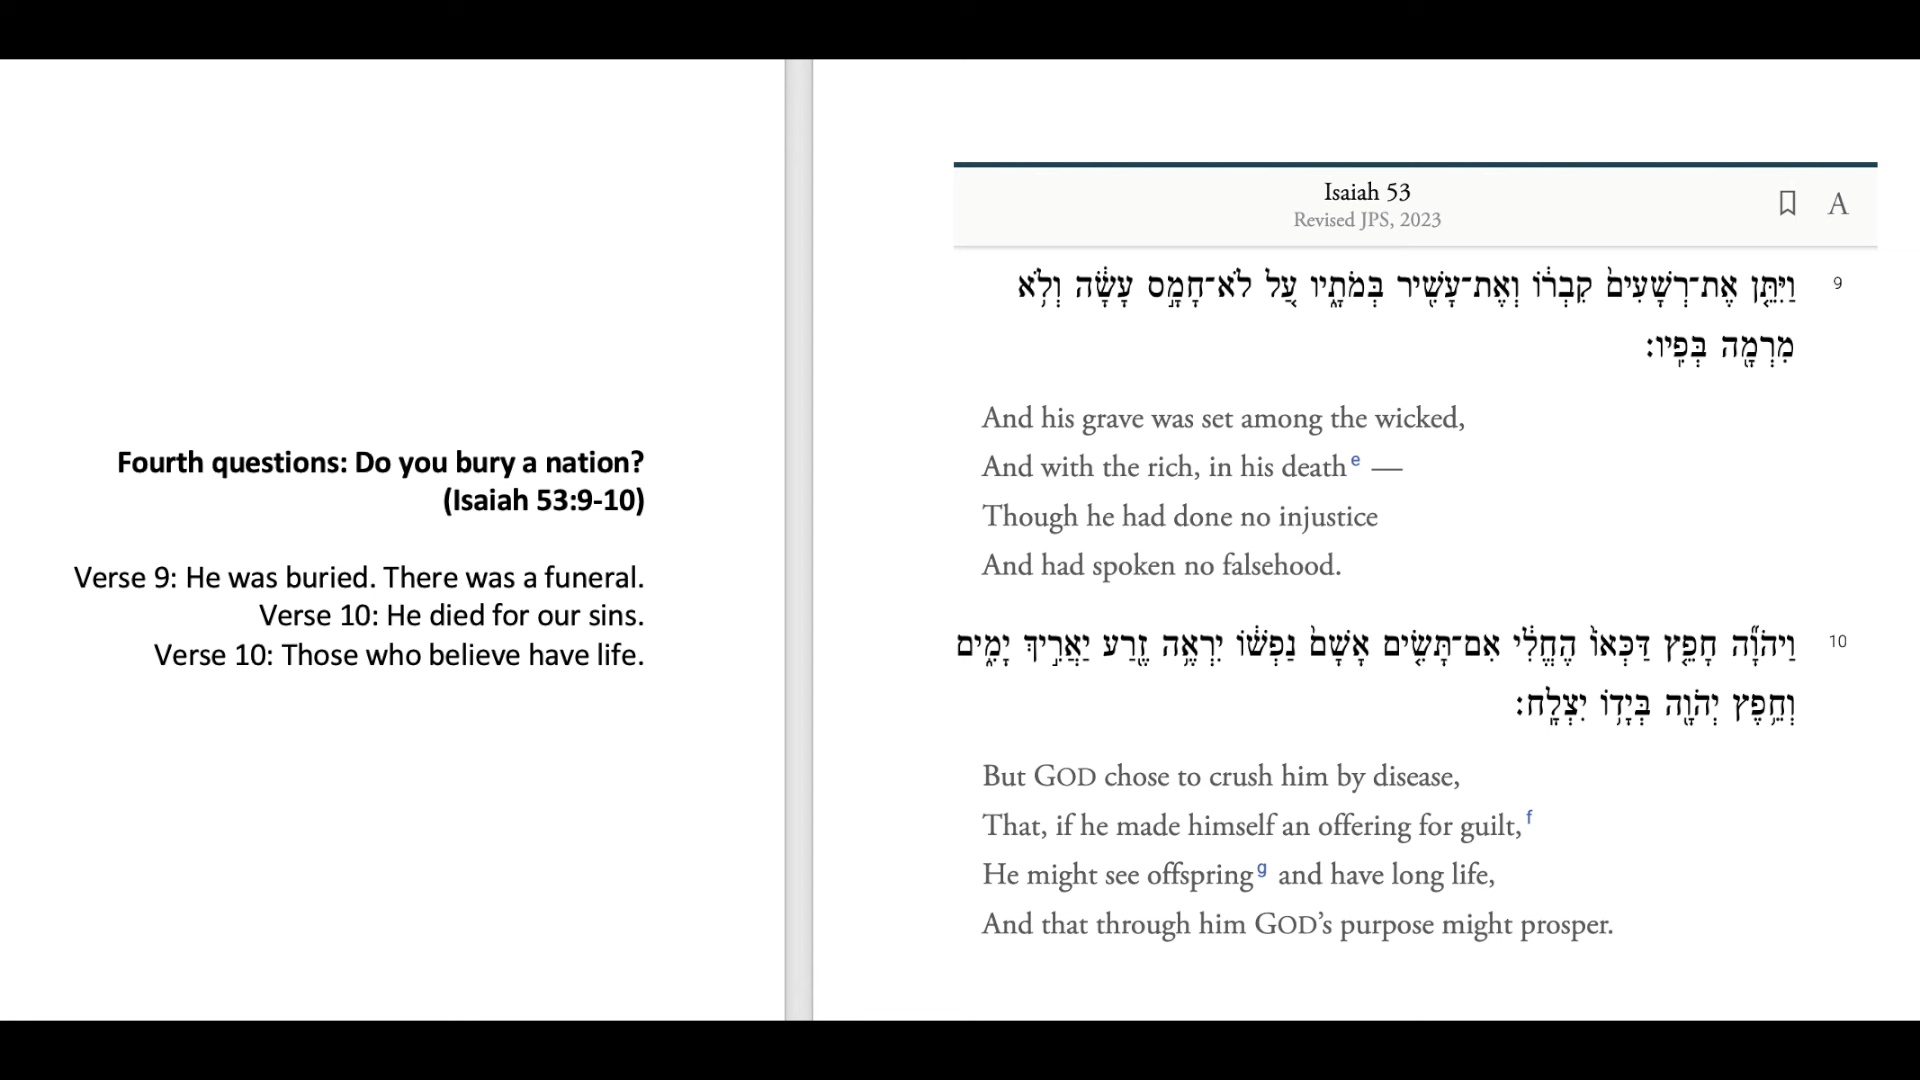 Fourth questions: Do you bury a nation?
(Isaiah 53:9-10)
Verse 9: He was buried. There was a funeral.
Verse 10: He died for our sins.
Verse 10: Those who believe have life.
Isaiah 53
Revised JPS, 2023
A
9
וַיִּתֵּ֤ן אֶת־רְשָׁעִים֙ קִבְר֔וֹ וְאֶת־עָשִׁ֖יר בְּמֹתָ֑יו עַ֚ל לֹא־חָמָ֣ס עָשָׂ֔ה וְלֹ֥א
מִרְמָ֖ה בְּפִֽיו׃
And his grave was set among the wicked,
And with the rich, in his death e —
Though he had done no injustice
And had spoken no falsehood.
10
וַיהֹוָ֞ה חָפֵ֤ץ דַּכְּאוֹ֙ הֶֽחֱלִ֔י אִם־תָּשִׂ֤ים אָשָׁם֙ נַפְשׁ֔וֹ יִרְאֶ֥ה זֶ֖רַע יַאֲרִ֣יךְ יָמִ֑ים
וְחֵ֥פֶץ יְהֹוָ֖ה בְּיָד֥וֹ יִצְלָֽח׃
But GOD chose to crush him by disease,
That, if he made himself an offering for guilt, f
He might see offspring g and have long life,
And that through him GOD’s purpose might prosper.